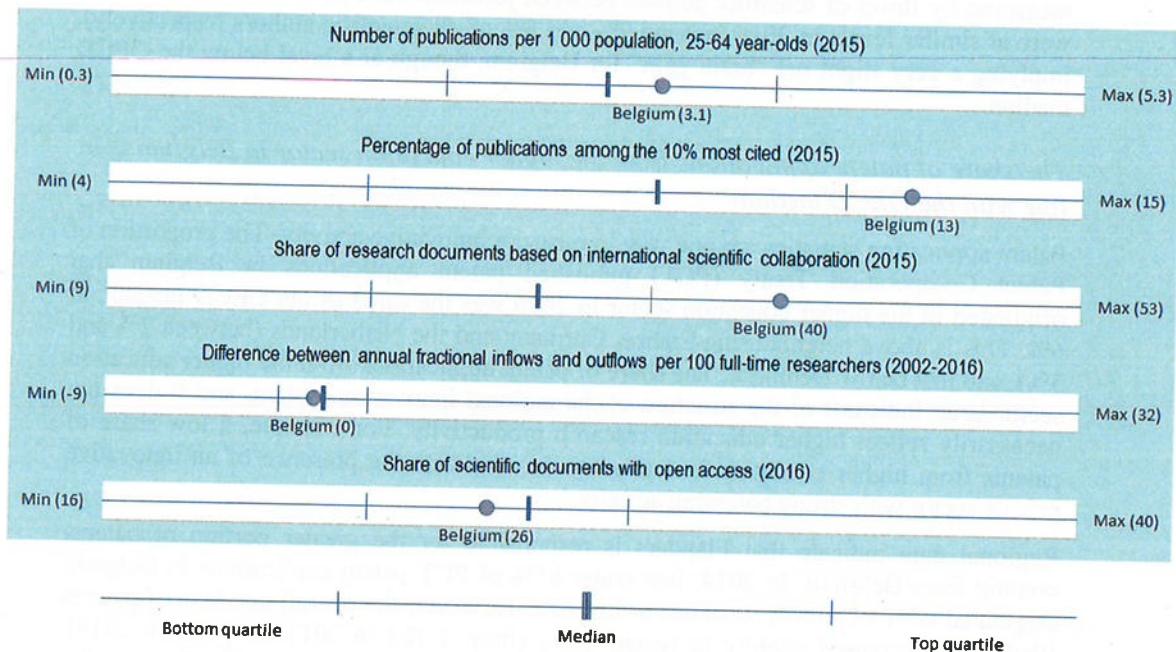 Number of publications per 1 000 population, 25-64 year-olds (2015)
Min (0.3)
Max (5.3)
Belgium (3.1)
Percentage of publications among the 10% most cited (2015)
Min (4)
Max (15)
Belgium (13)
Share of research documents based on international scientific collaboration (2015)
Min (9)
Max (53)
Belgium (40)
Difference between annual fractional inflows and outflows per 100 full-time researchers (2002-2016)
Min (-9)
Max (32)
Belgium (0)
Share of scientific documents with open access (2016)
Min (16)
Max (40)
Belgium (26)
Bottom quartile
Median
Top quartile